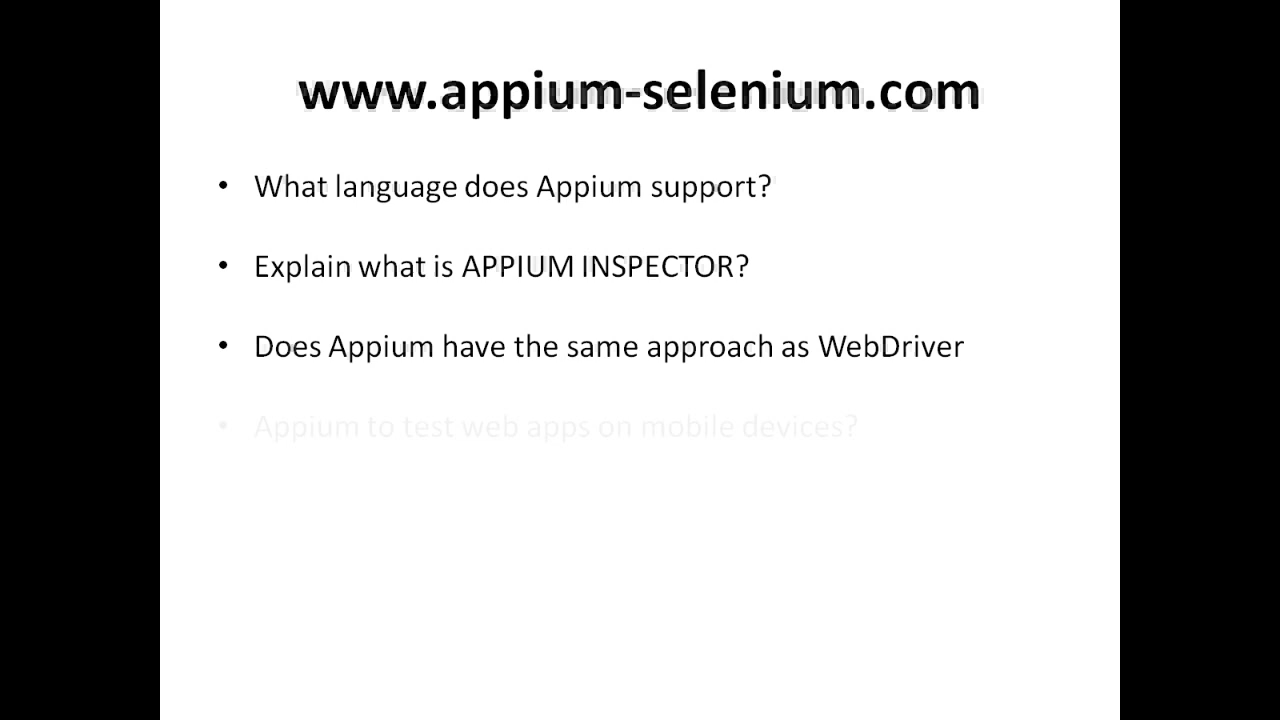 www.appium-selenium.com
• What language does Appium support?
• Explain what is APPIUM INSPECTOR?
• Does Appium have the same approach as WebDriver
• Appium to test web apps on mobile devices?